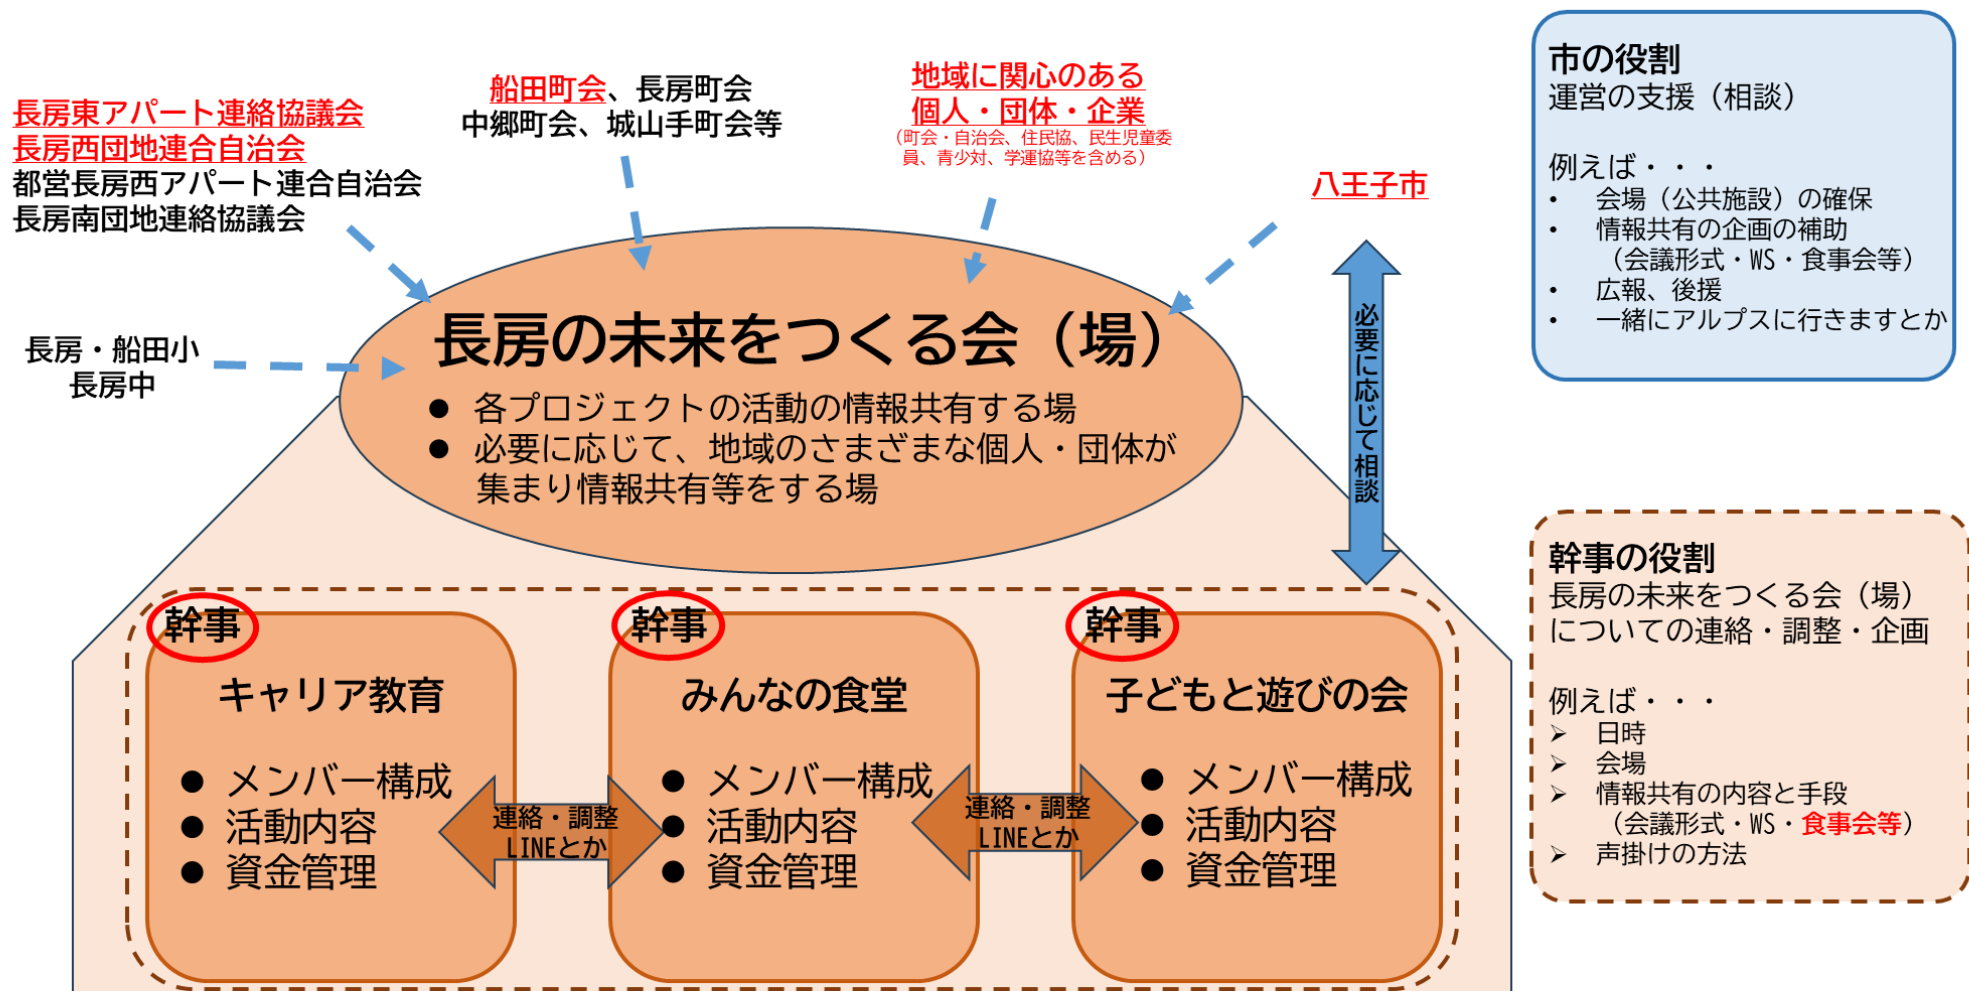 長房東アパート連絡協議会
長房西団地連合自治会
都営長房西アパート連合自治会
長房南団地連絡協議会
船田町会、長房町会
中郷町会、城山手町会等
地域に関心のある
個人・団体・企業
（町会・自治会、住民協、民生児童委
員、青少対、学運協等を含める）
八王子市
長房・船田小
長房中
長房の未来をつくる会（場）
● 各プロジェクトの活動の情報共有する場
● 必要に応じて、地域のさまざまな個人・団体が
集まり情報共有等をする場
必要に応じて相談
市の役割
運営の支援（相談）
例えば・・・
• 会場（公共施設）の確保
• 情報共有の企画の補助
（会議形式・WS・食事会等）
• 広報、後援
• 一緒にアルプスに行きますとか
幹事
キャリア教育
● メンバー構成
● 活動内容
● 資金管理
連絡・調整
LINEとか
幹事
みんなの食堂
● メンバー構成
● 活動内容
● 資金管理
連絡・調整
LINEとか
幹事
子どもと遊びの会
● メンバー構成
● 活動内容
● 資金管理
幹事の役割
長房の未来をつくる会（場）
についての連絡・調整・企画
例えば・・・
➢ 日時
➢ 会場
➢ 情報共有の内容と手段
（会議形式・WS・食事会等）
➢ 声掛けの方法